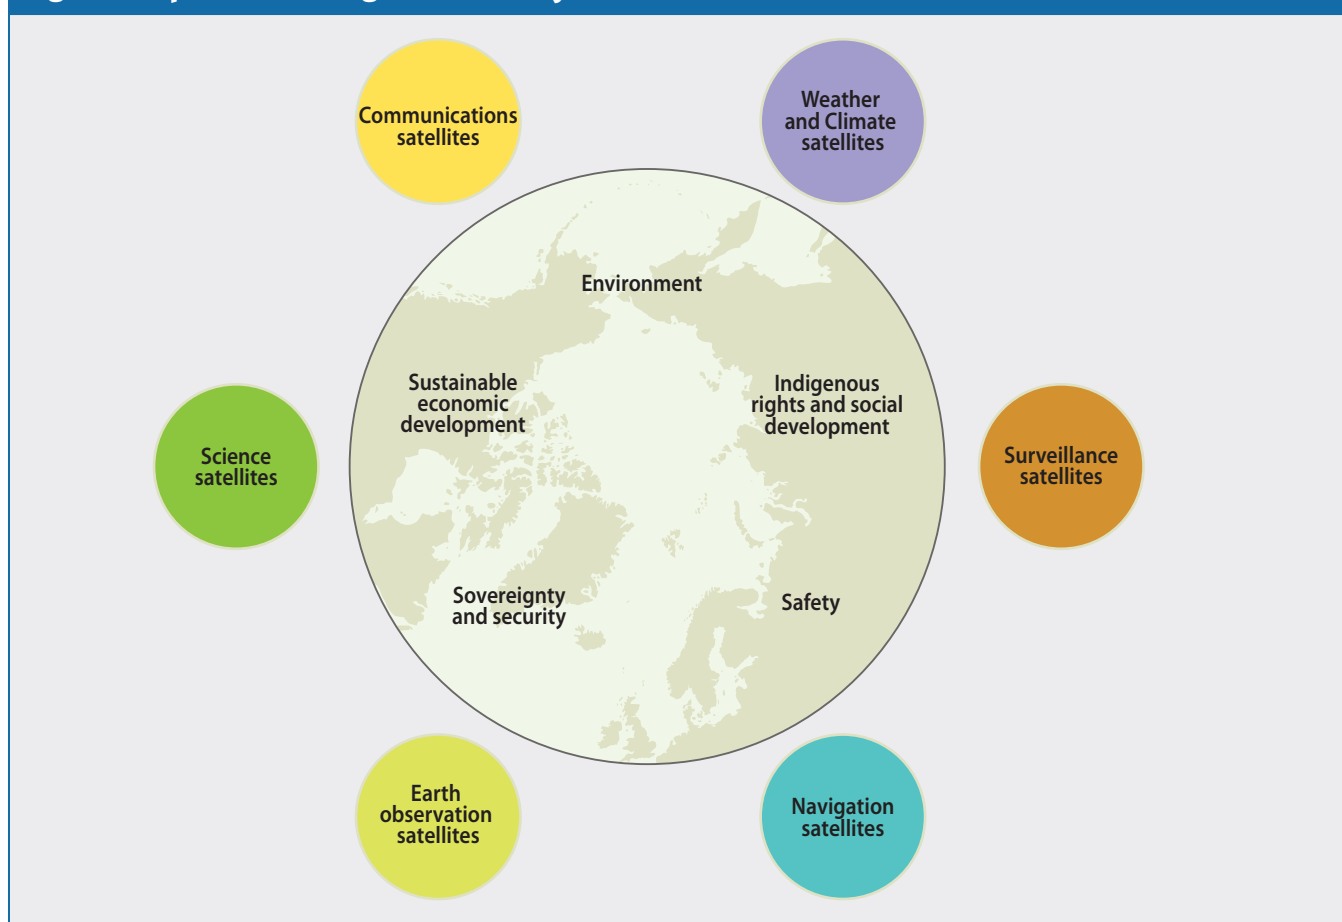 Communications
satellites
Weather
and Climate
satellites
Environment
Sustainable
economic
development
Indigenous
rights and social
development
Science
satellites
Surveillance
satellites
Sovereignty
and security
Safety
Earth
observation
satellites
Navigation
satellites